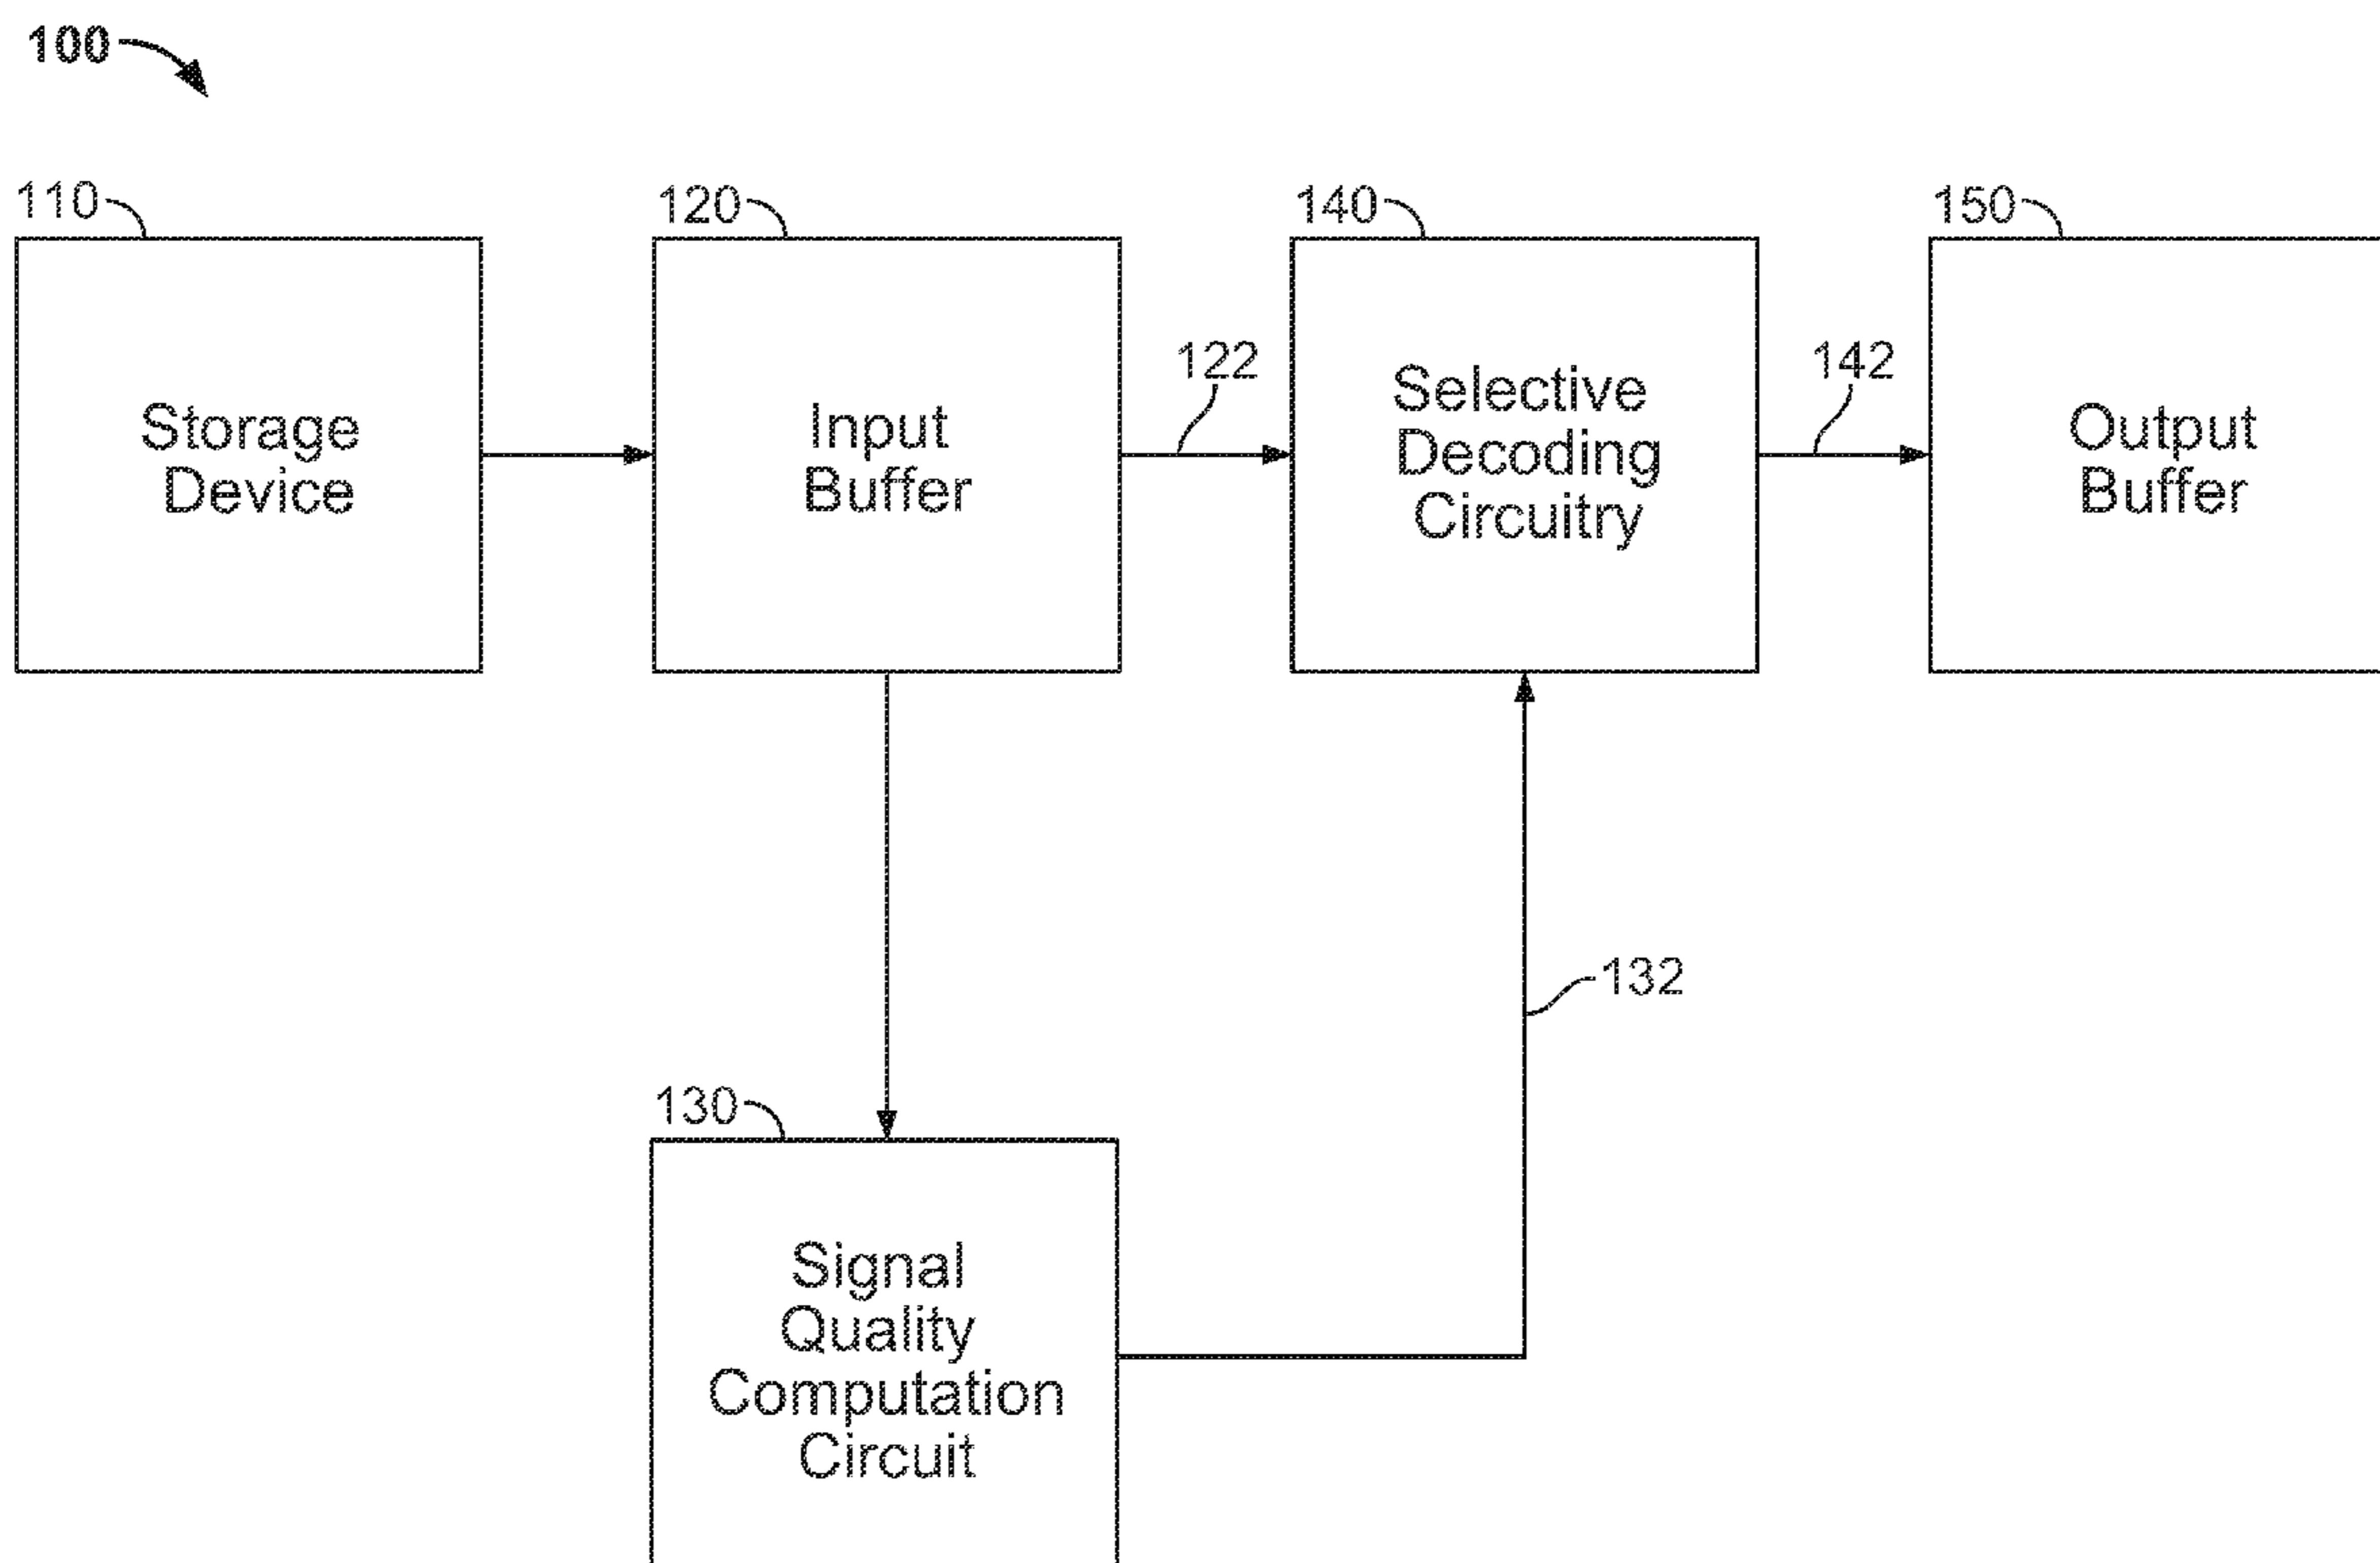 100
110
120
140
150
Storage
Device
Input
Buffer
122
Selective
Decoding
Circuitry
142
Output
Buffer
132
130
Signal
Quality
Computation
Circuit